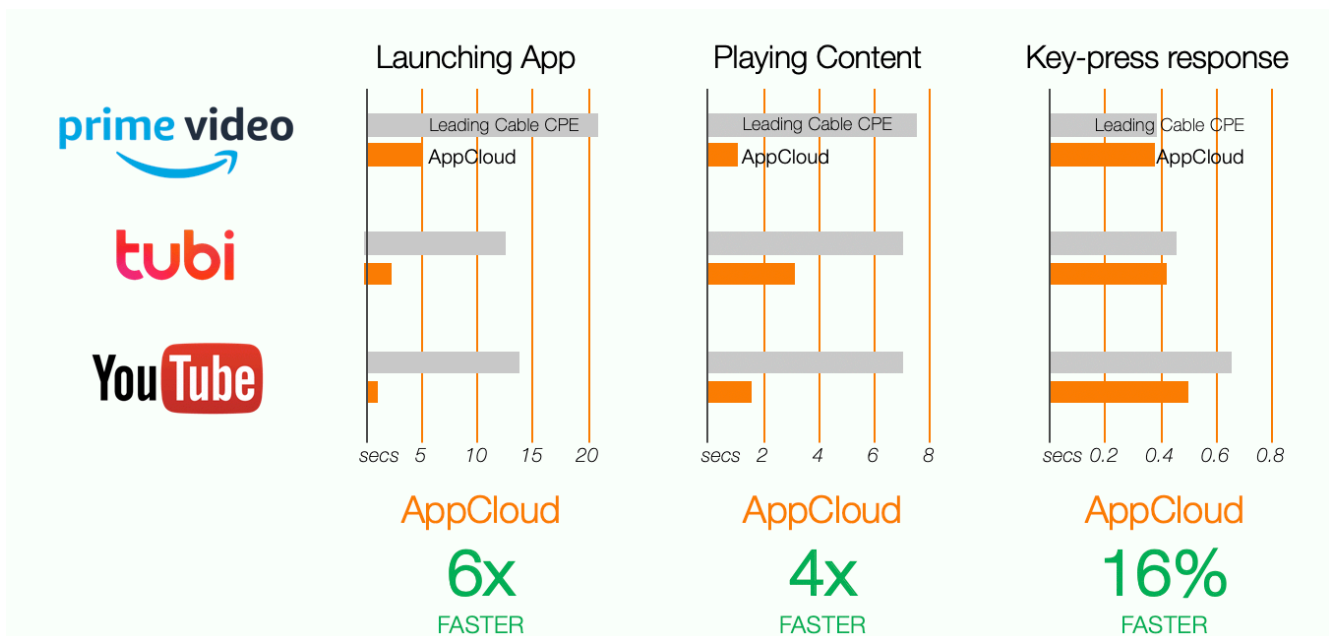 Launching App Playing Content Key-press response
prime video
Leading Cable CPE Leading Cable CPE Leading Cable CPE
AppCloud AppCloud AppCloud
tubi
YouTube
secs 5 10 15 20 secs 2 4 6 8 secs 0.2 0.4 0.6 0.8
AppCloud AppCloud AppCloud
6x 4x 16%
FASTER FASTER FASTER